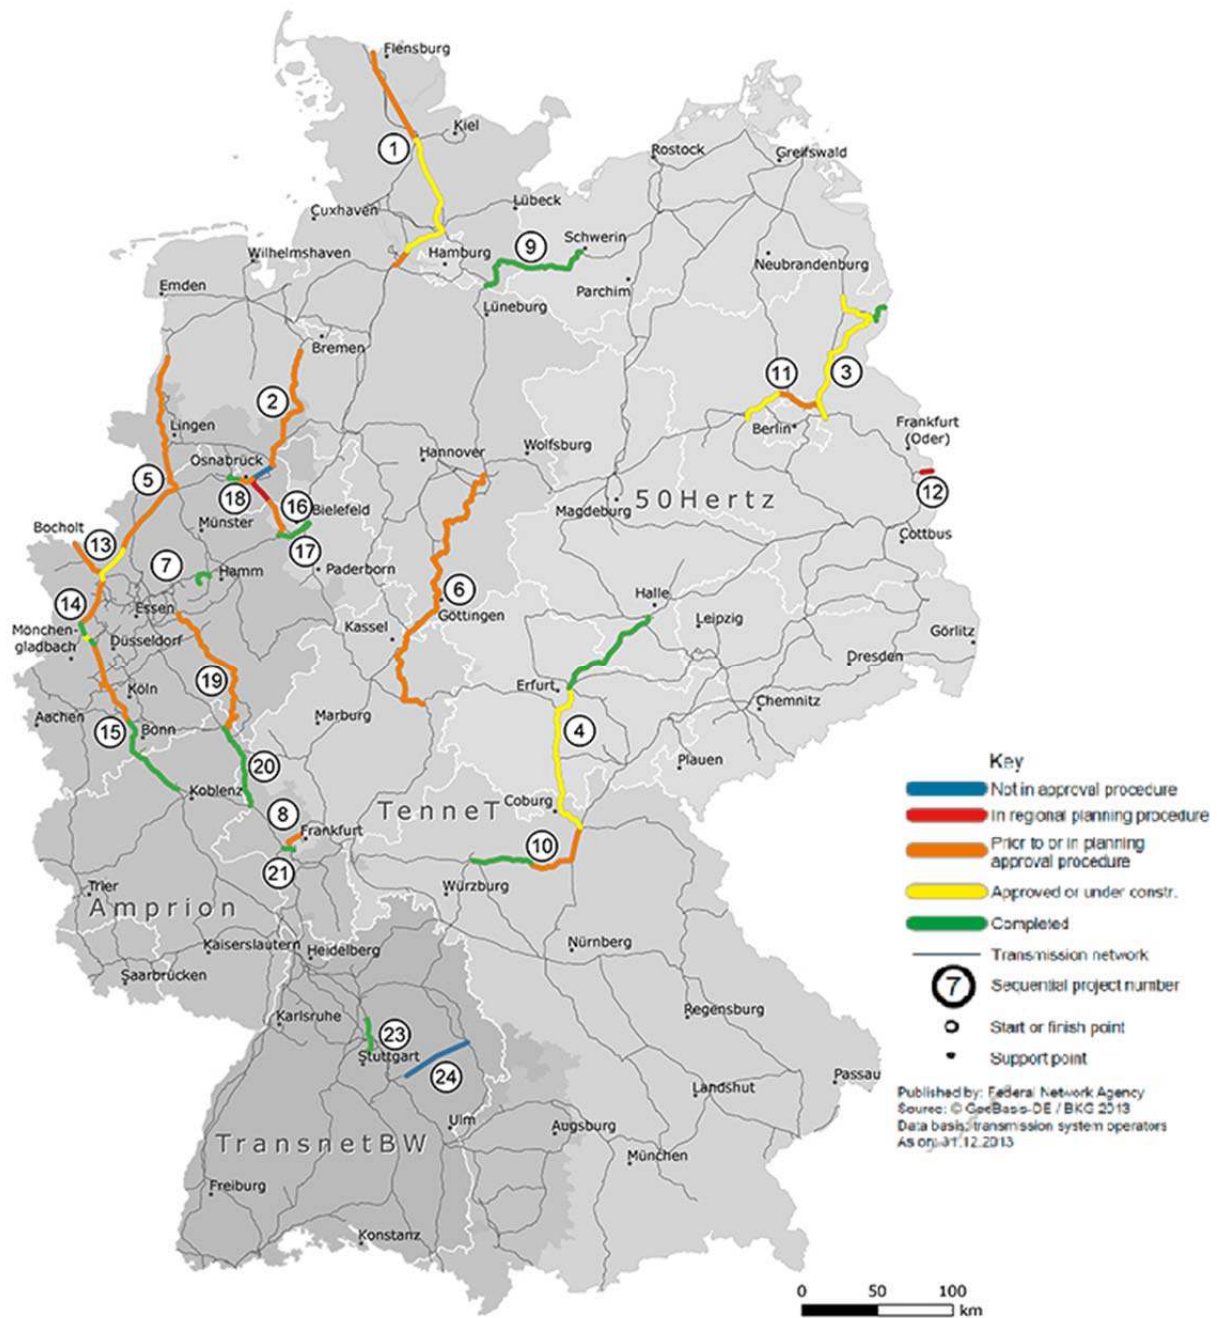 Flensburg
Kiel
1
Rostock
Greifswald
Cuxhaven
Lübeck
Wilhelmshaven
Hamburg
9
Schwerin
Neubrandenburg
Emden
Parchim
Lüneburg
Bremen
11
3
2
Lingen
Berlin
Frankfurt
(Oder)
Osnabrück
Hannover
Wolfsburg
5
18
12
16
Bielefeld
Magdeburg
50Hertz
Bocholt
Münster
13
17
Cottbus
7
Hamm
Paderborn
6
14
Essen
Göttingen
Halle
Mönchen-
gladbach
Düsseldorf
Kassel
Leipzig
Görlitz
Dresden
19
Köln
Erfurt
Chemnitz
Aachen
15
Bonn
Marburg
4
20
Plauen
Koblenz
Coburg
8
Frankfurt
TenneT
10
21
Trier
Würzburg
Amprion
Kaiserslautern
Heidelberg
Nürnberg
Saarbrücken
Karlsruhe
23
Stuttgart
24
Regensburg
Passau
Landshut
Ulm
Augsburg
TransnetBW
München
Freiburg
Konstanz
Key
Not in approval procedure
In regional planning procedure
Prior to or in planning
approval procedure
Approved or under constr.
Completed
Transmission network
7
Sequential project number
Start or finish point
Support point
Published by: Federal Network Agency
Source: © GeoBasis-DE / BKG 2013
Data basis: transmission system operators
As on: 31.12.2013
0 50 100
km